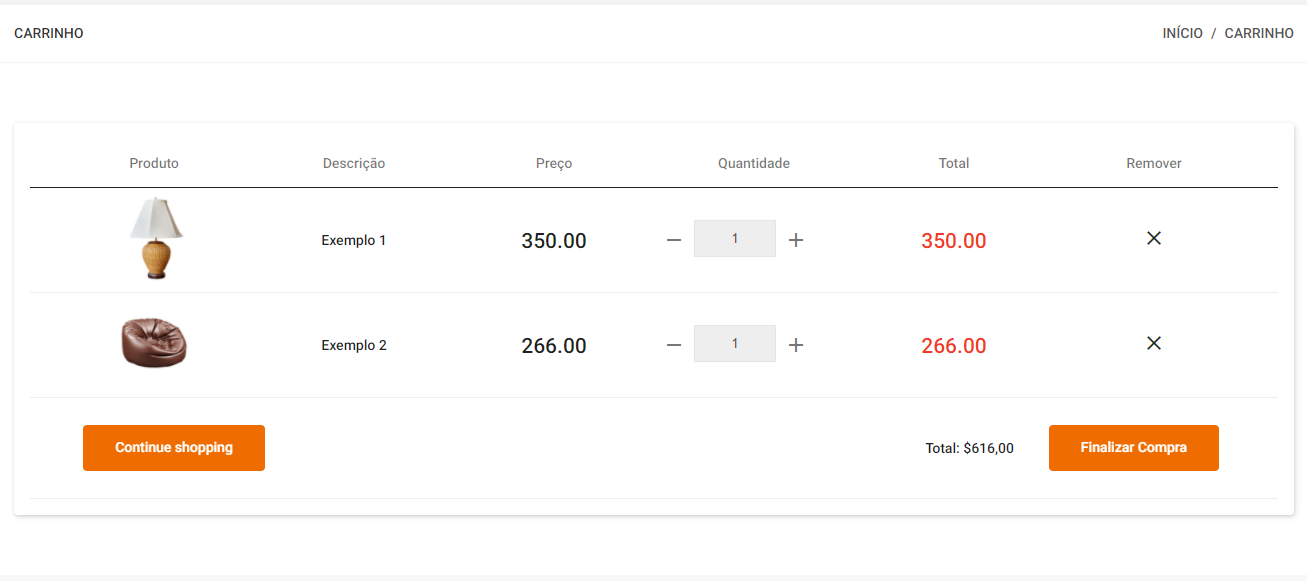 CARRINHO
INÍCIO / CARRINHO
Produto Descrição Preço Quantidade Total Remover
Exemplo 1 350.00 1 350.00
Exemplo 2 266.00 1 266.00
Continue shopping Total: $616,00 Finalizar Compra